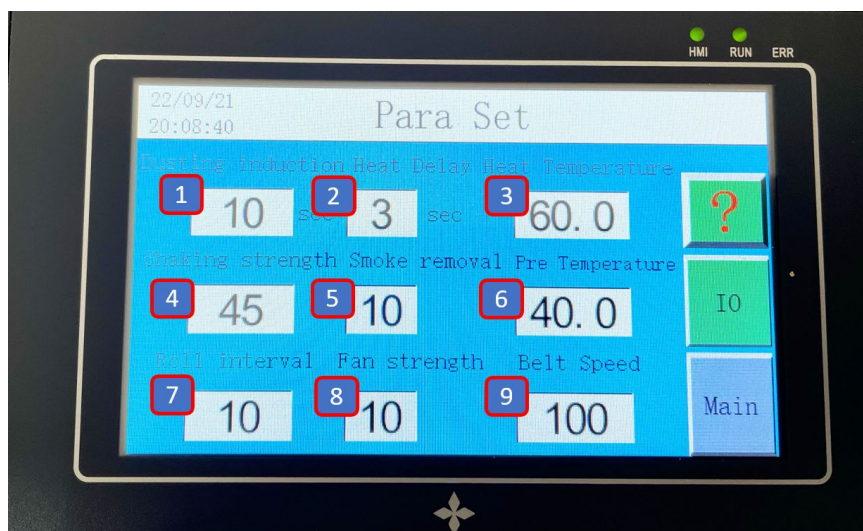 HMI RUN ERR
22/09/21
20:08:40
Para Set
Dusting induction Heat Delay Heat Temperature
1 10 sec 2 3 sec 3 60.0
?
Shaking strength Smoke removal Pre Temperature
4 45 5 10 6 40.0
IO
Roll interval Fan strength Belt Speed
7 10 8 10 9 100
Main